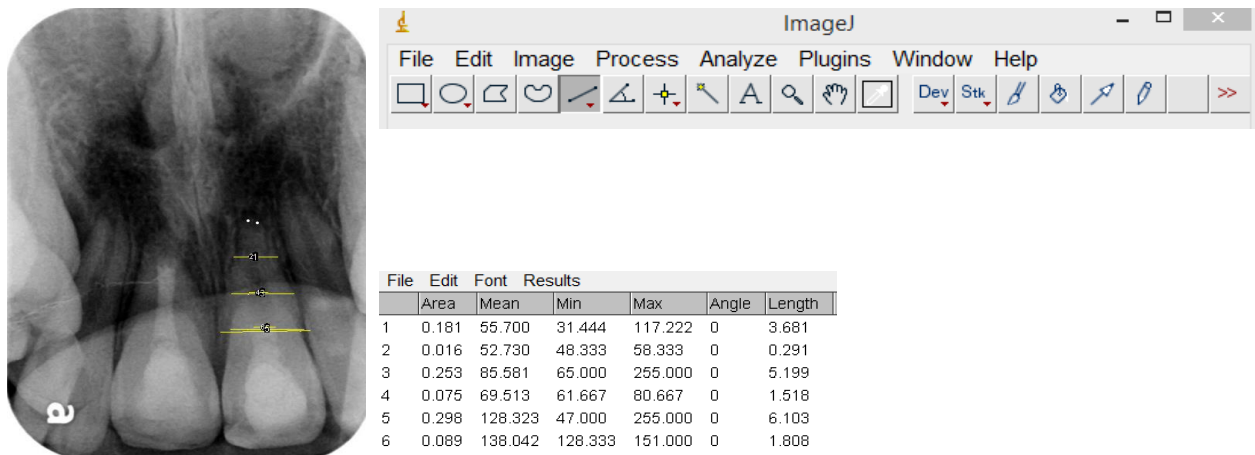 ImageJ
File Edit Image Process Analyze Plugins Window Help
A Dev Stk >>
21
a
File Edit Font Results
Area Mean Min Max Angle Length
1 0.181 55.700 31.444 117.222 0 3.681
2 0.016 52.730 48.333 58.333 0 0.291
3 0.253 85.581 65.000 255.000 0 5.199
4 0.075 69.513 61.667 80.667 0 1.518
5 0.298 128.323 47.000 255.000 0 6.103
6 0.089 138.042 128.333 151.000 0 1.808